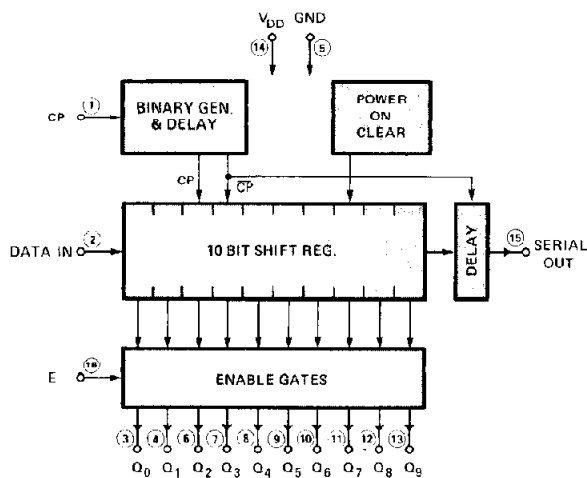 V_DD GND
14 5
CP 1
BINARY GEN.
& DELAY
POWER
ON
CLEAR
CP C̅P̅
DATA IN 2
10 BIT SHIFT REG.
DELAY
15 SERIAL
OUT
E 16
ENABLE GATES
3 4 6 7 8 9 10 11 12 13
Q0 Q1 Q2 Q3 Q4 Q5 Q6 Q7 Q8 Q9